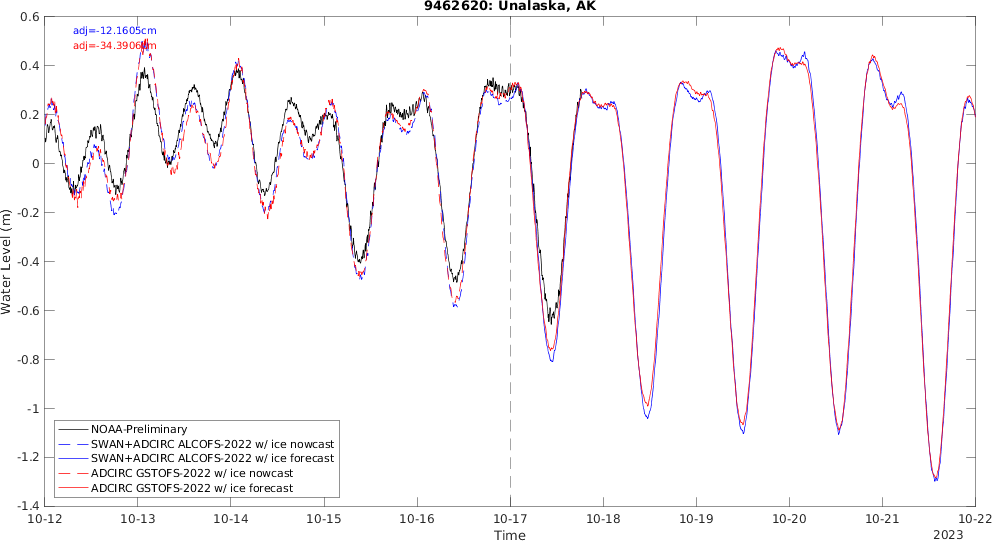 9462620: Unalaska, AK
adj=-12.1605cm
adj=-34.3906cm
Water Level (m)
0.6
0.4
0.2
0
-0.2
-0.4
-0.6
-0.8
-1
-1.2
-1.4
NOAA-Preliminary
SWAN+ADCIRC ALCOFS-2022 w/ ice nowcast
SWAN+ADCIRC ALCOFS-2022 w/ ice forecast
ADCIRC GSTOFS-2022 w/ ice nowcast
ADCIRC GSTOFS-2022 w/ ice forecast
10-12 10-13 10-14 10-15 10-16 10-17 10-18 10-19 10-20 10-21 10-22
Time
2023